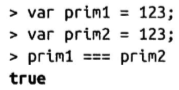 > var prim1 = 123;
> var prim2 = 123;
> prim1 === prim2
true